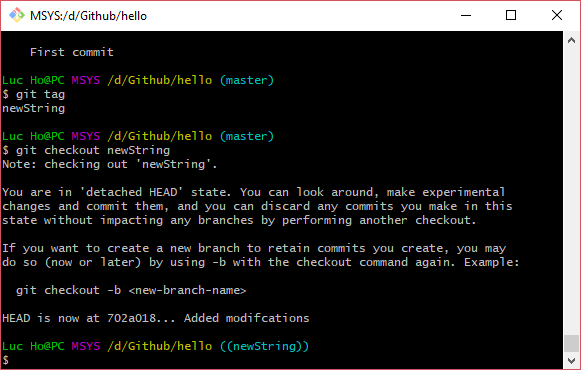 MSYS:/d/Github/hello
First commit
Luc Ho@PC MSYS /d/Github/hello (master)
$ git tag
newString
Luc Ho@PC MSYS /d/Github/hello (master)
$ git checkout newString
Note: checking out 'newString'.
You are in 'detached HEAD' state. You can look around, make experimental
changes and commit them, and you can discard any commits you make in this
state without impacting any branches by performing another checkout.
If you want to create a new branch to retain commits you create, you may
do so (now or later) by using -b with the checkout command again. Example:
git checkout -b <new-branch-name>
HEAD is now at 702a018... Added modifcations
Luc Ho@PC MSYS /d/Github/hello ((newString))
$